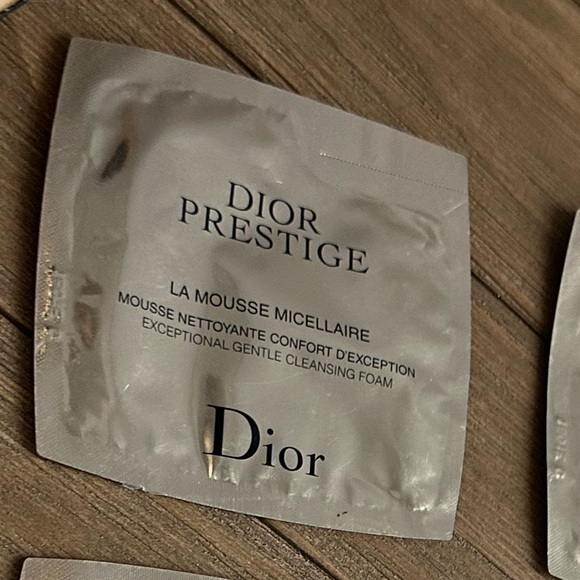 DIOR
PRESTIGE
LA MOUSSE MICELLAIRE
MOUSSE NETTOYANTE CONFORT D'EXCEPTION
EXCEPTIONAL GENTLE CLEANSING FOAM
Dior